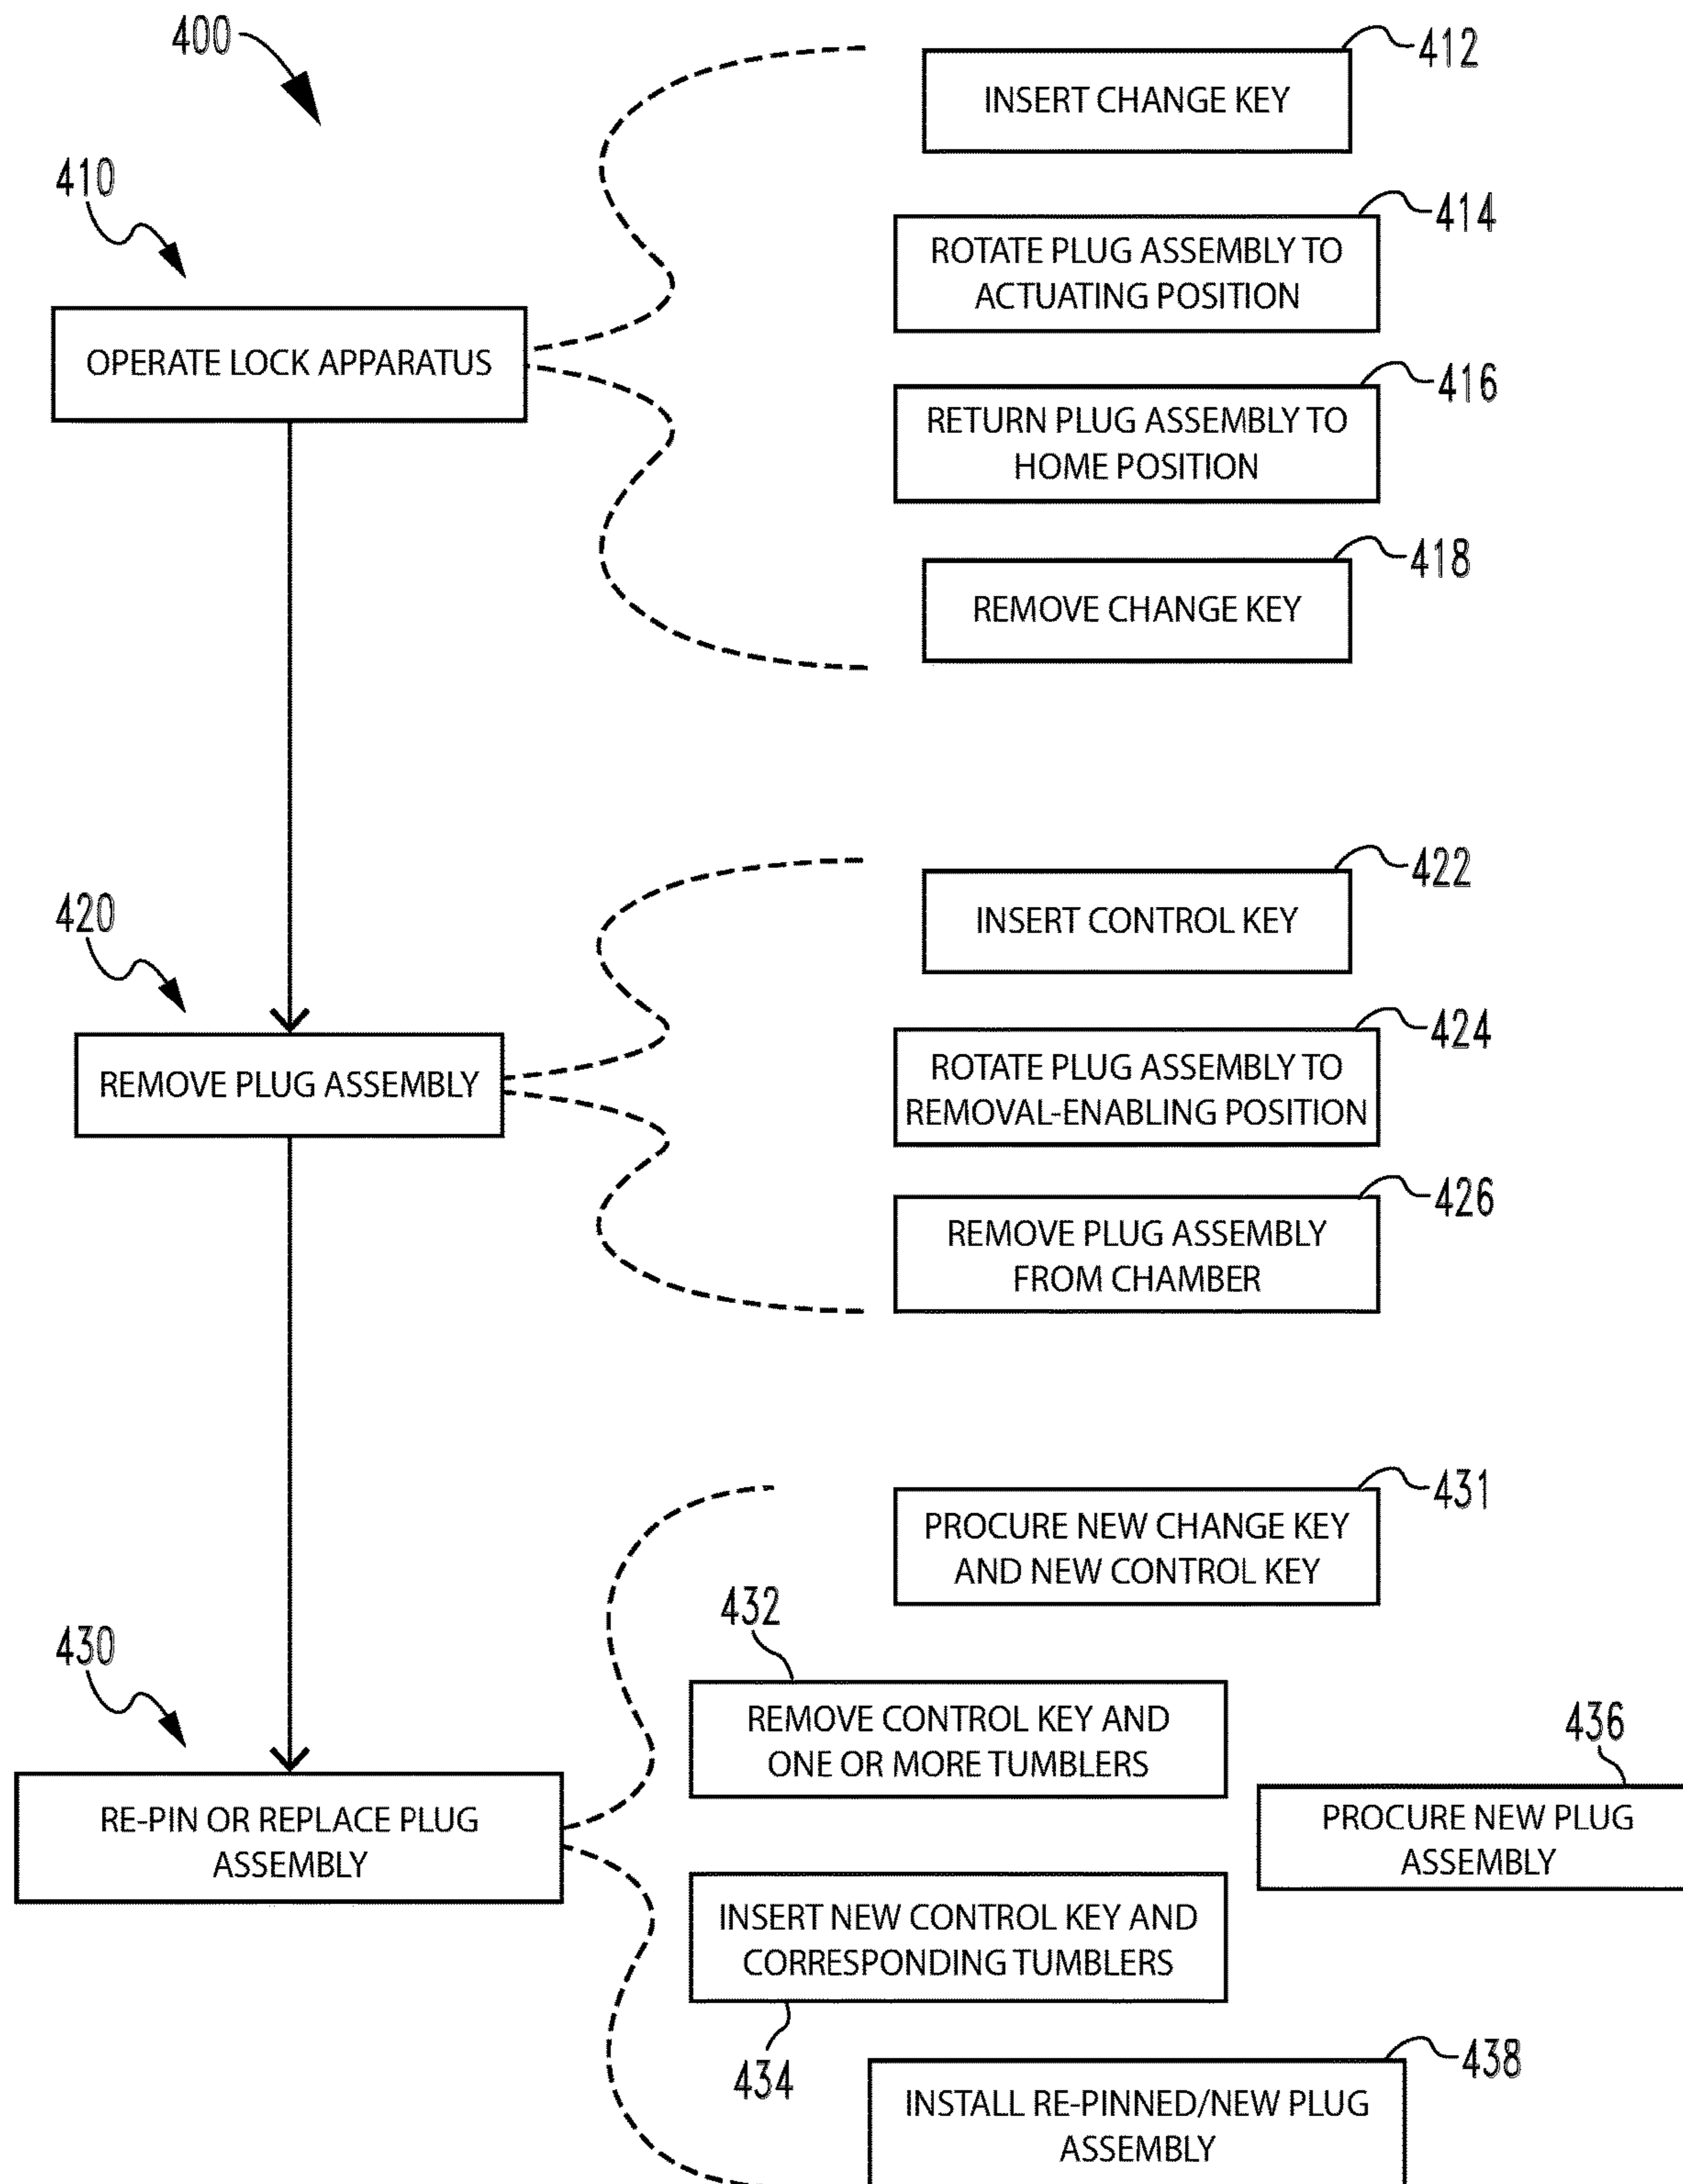 400
412
INSERT CHANGE KEY
410
414
ROTATE PLUG ASSEMBLY TO
ACTUATING POSITION
OPERATE LOCK APPARATUS
416
RETURN PLUG ASSEMBLY TO
HOME POSITION
418
REMOVE CHANGE KEY
422
INSERT CONTROL KEY
420
424
ROTATE PLUG ASSEMBLY TO
REMOVAL-ENABLING POSITION
REMOVE PLUG ASSEMBLY
426
REMOVE PLUG ASSEMBLY
FROM CHAMBER
431
PROCURE NEW CHANGE KEY
AND NEW CONTROL KEY
430
432
REMOVE CONTROL KEY AND
ONE OR MORE TUMBLERS
436
PROCURE NEW PLUG
ASSEMBLY
RE-PIN OR REPLACE PLUG
ASSEMBLY
INSERT NEW CONTROL KEY AND
CORRESPONDING TUMBLERS
434
438
INSTALL RE-PINNED/NEW PLUG
ASSEMBLY